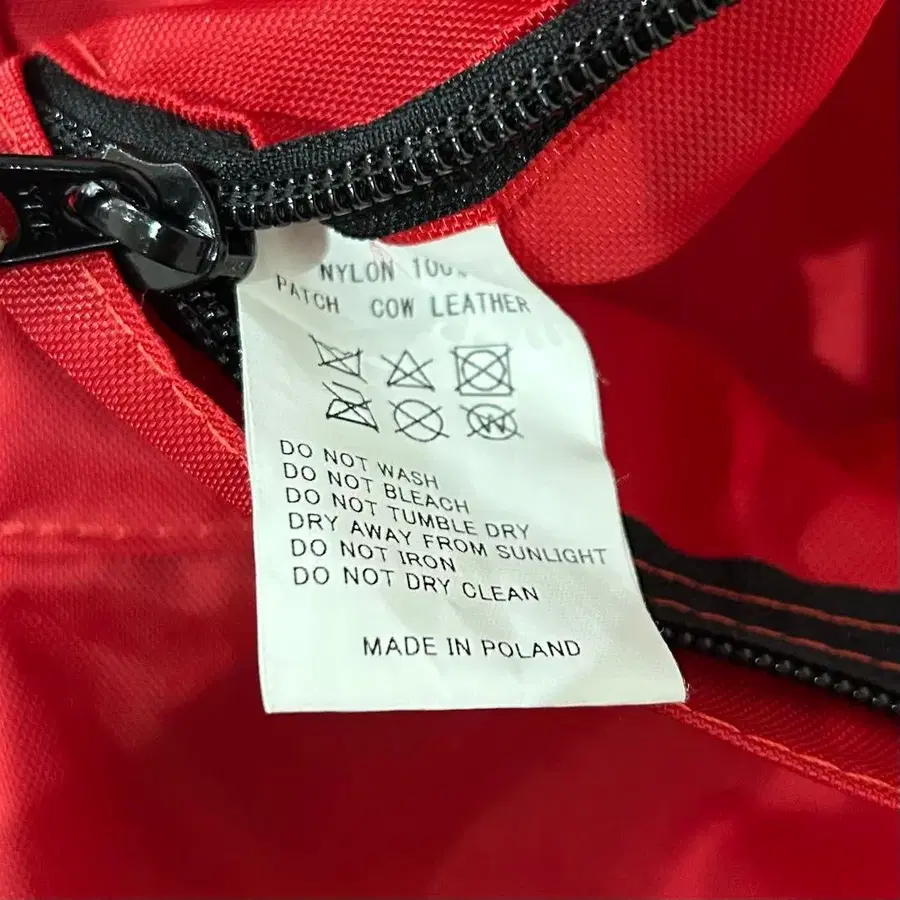 NYLON 100%
PATCH COW LEATHER
W
DO NOT WASH
DO NOT BLEACH
DO NOT TUMBLE DRY
DRY AWAY FROM SUNLIGHT
DO NOT IRON
DO NOT DRY CLEAN
MADE IN POLAND